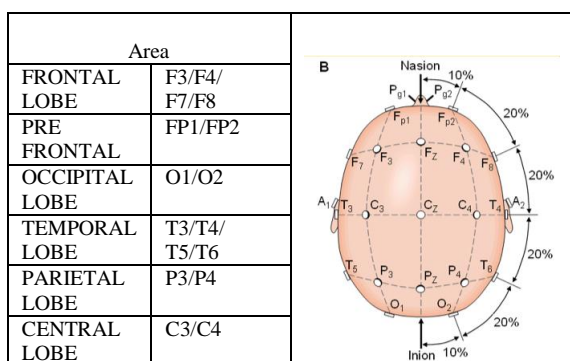 Area
FRONTAL LOBE F3/F4/ F7/F8
PRE FRONTAL FP1/FP2
OCCIPITAL LOBE O1/O2
TEMPORAL LOBE T3/T4/ T5/T6
PARIETAL LOBE P3/P4
CENTRAL LOBE C3/C4
B
Nasion
10%
Pg1 Pg2
20%
Fp1 Fp2
F7 F3 FZ F4 F8
20%
A1 T3 C3 CZ C4 T4 A2
20%
T5 P3 PZ P4 T6
O1 O2
20%
Inion 10%